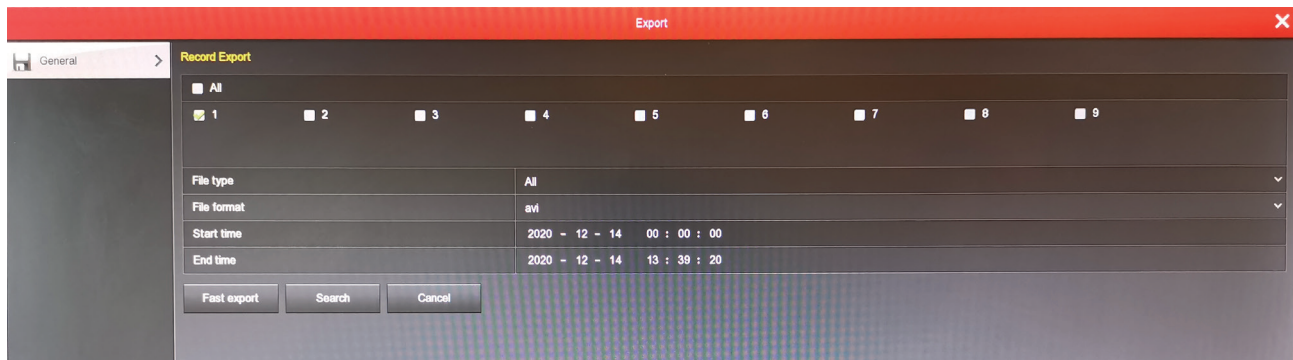 Export
General
Record Export
All
1 2 3 4 5 6 7 8 9
File type All
File format avi
Start time 2020 - 12 - 14 00 : 00 : 00
End time 2020 - 12 - 14 13 : 39 : 20
Fast export Search Cancel